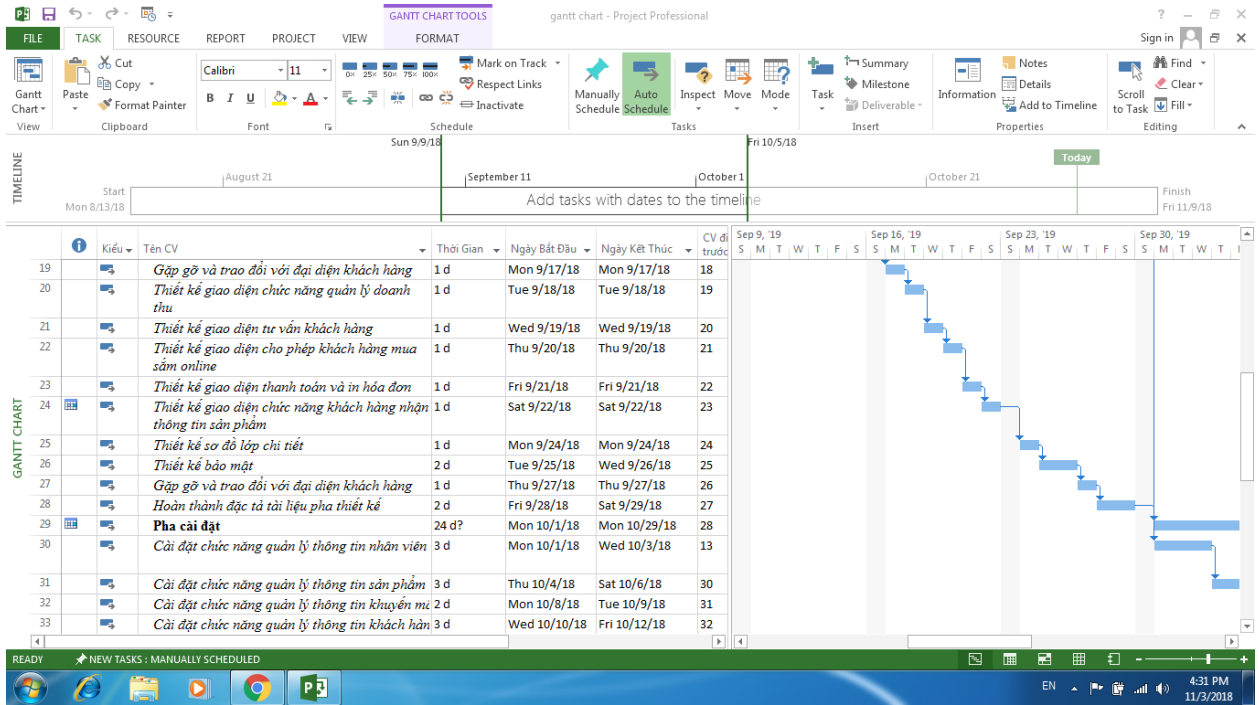 GANTT CHART TOOLS
gantt chart - Project Professional
FILE TASK RESOURCE REPORT PROJECT VIEW FORMAT Sign in
Cut Calibri 11 0× 25× 50× 75× 100× Mark on Track Summary Notes Find
Gantt Chart Paste Copy Respect Links Manually Schedule Auto Schedule Inspect Move Mode Task Milestone Information Details Scroll to Task Clear
Format Painter B I U A Inactivate Deliverable Add to Timeline Fill
View Clipboard Font Schedule Tasks Insert Properties Editing
Sun 9/9/18 Fri 10/5/18
Today
TIMELINE
August 21 September 11 October 1 October 21
Start Add tasks with dates to the timeline Finish
Mon 8/13/18 Fri 11/9/18
GANTT CHART
Kiểu Tên CV Thời Gian Ngày Bắt Đầu Ngày Kết Thúc CV đi trước
Sep 9, '19 Sep 16, '19 Sep 23, '19 Sep 30, '19
S M T W T F S S M T W T F S S M T W T F S S M T W T
19 Gặp gỡ và trao đổi với đại diện khách hàng 1 d Mon 9/17/18 Mon 9/17/18 18
20 Thiết kế giao diện chức năng quản lý doanh 1 d Tue 9/18/18 Tue 9/18/18 19
thu
21 Thiết kế giao diện tư vấn khách hàng 1 d Wed 9/19/18 Wed 9/19/18 20
22 Thiết kế giao diện cho phép khách hàng mua 1 d Thu 9/20/18 Thu 9/20/18 21
sắm online
23 Thiết kế giao diện thanh toán và in hóa đơn 1 d Fri 9/21/18 Fri 9/21/18 22
24 Thiết kế giao diện chức năng khách hàng nhận 1 d Sat 9/22/18 Sat 9/22/18 23
thông tin sản phẩm
25 Thiết kế sơ đồ lớp chi tiết 1 d Mon 9/24/18 Mon 9/24/18 24
26 Thiết kế bảo mật 2 d Tue 9/25/18 Wed 9/26/18 25
27 Gặp gỡ và trao đổi với đại diện khách hàng 1 d Thu 9/27/18 Thu 9/27/18 26
28 Hoàn thành đặc tả tài liệu pha thiết kế 2 d Fri 9/28/18 Sat 9/29/18 27
29 Pha cài đặt 24 d? Mon 10/1/18 Mon 10/29/18 28
30 Cài đặt chức năng quản lý thông tin nhân viên 3 d Mon 10/1/18 Wed 10/3/18 13
31 Cài đặt chức năng quản lý thông tin sản phẩm 3 d Thu 10/4/18 Sat 10/6/18 30
32 Cài đặt chức năng quản lý thông tin khuyến mã 2 d Mon 10/8/18 Tue 10/9/18 31
33 Cài đặt chức năng quản lý thông tin khách hàn 3 d Wed 10/10/18 Fri 10/12/18 32
READY NEW TASKS : MANUALLY SCHEDULED
EN 4:31 PM
11/3/2018